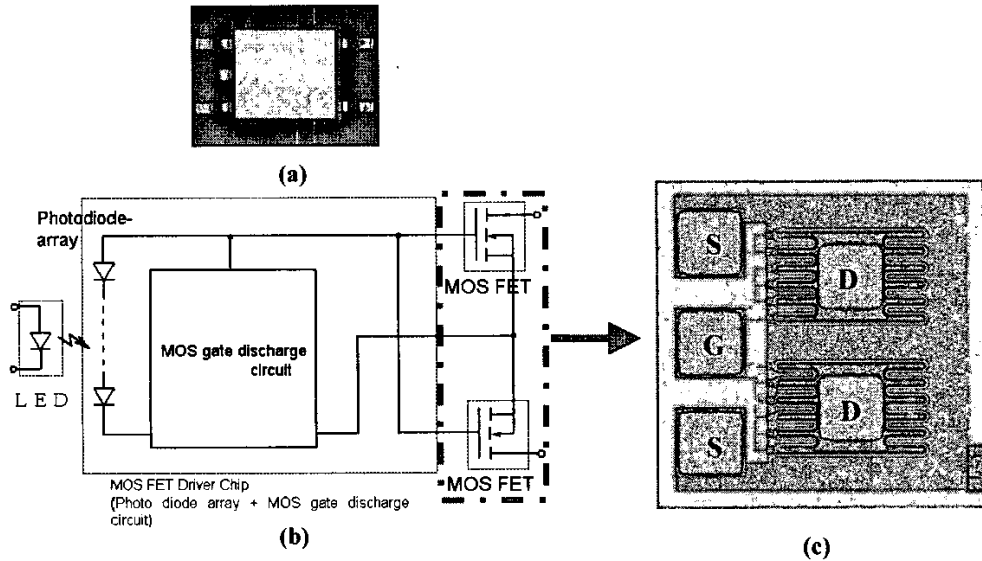 (a)
Photodiode-
array
MOS FET
LED
MOS gate discharge
circuit
MOS FET
MOS FET Driver Chip
(Photo diode array + MOS gate discharge
circuit)
(b)
S
G
S
D
D
(c)